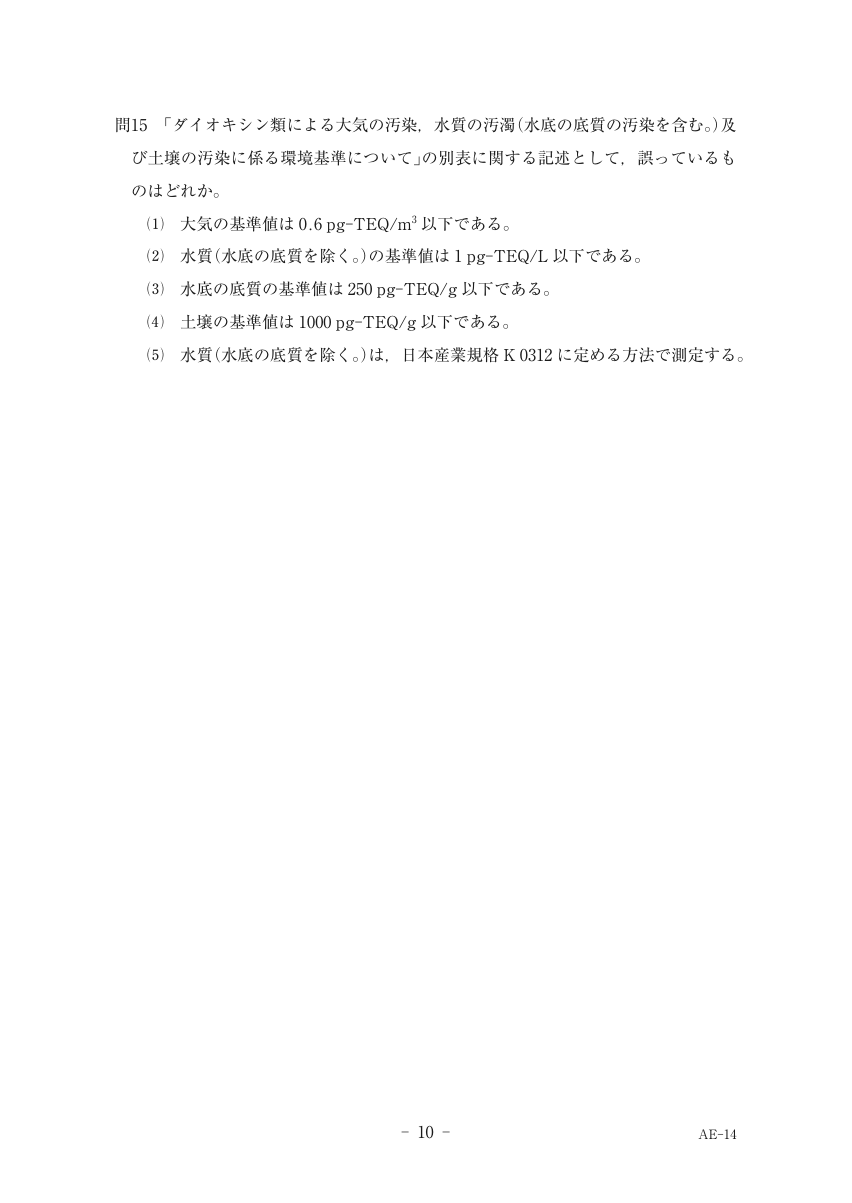 問15 「ダイオキシン類による大気の汚染，水質の汚濁(水底の底質の汚染を含む。)及
び土壌の汚染に係る環境基準について」の別表に関する記述として，誤っているも
のはどれか。
⑴ 大気の基準値は 0.6 pg-TEQ/m³ 以下である。
⑵ 水質(水底の底質を除く。)の基準値は 1 pg-TEQ/L 以下である。
⑶ 水底の底質の基準値は 250 pg-TEQ/g 以下である。
⑷ 土壌の基準値は 1000 pg-TEQ/g 以下である。
⑸ 水質(水底の底質を除く。)は，日本産業規格 K 0312 に定める方法で測定する。
- 10 -
AE-14